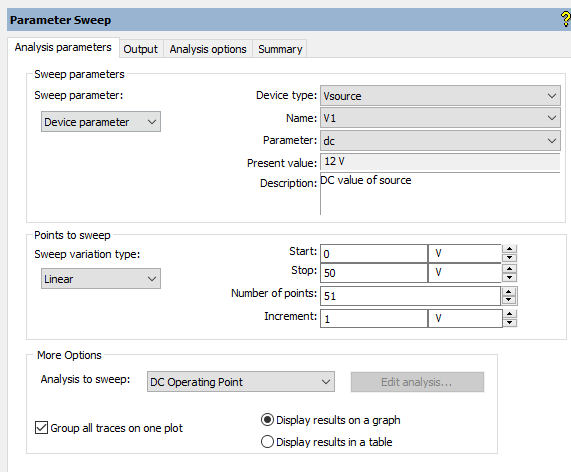 Parameter Sweep ?
Analysis parameters Output Analysis options Summary
Sweep parameters
Sweep parameter: Device type: Vsource
Device parameter Name: V1
Parameter: dc
Present value: 12 V
Description: DC value of source
Points to sweep
Sweep variation type: Start: 0 V
Linear Stop: 50 V
Number of points: 51
Increment: 1 V
More Options
Analysis to sweep: DC Operating Point Edit analysis...
Group all traces on one plot Display results on a graph
Display results in a table